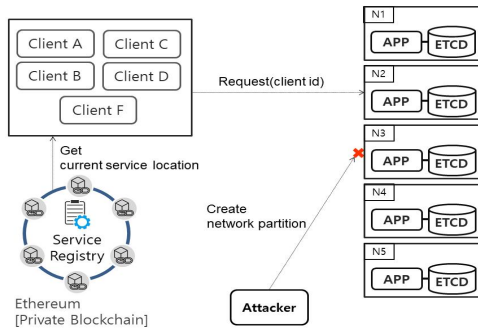 Client A
Client C
Client B
Client D
Client F
Get
current service location
Service
Registry
Ethereum
[Private Blockchain]
Request(client id)
Create
network partition
Attacker
N1
APP
ETCD
N2
APP
ETCD
N3
APP
ETCD
N4
APP
ETCD
N5
APP
ETCD